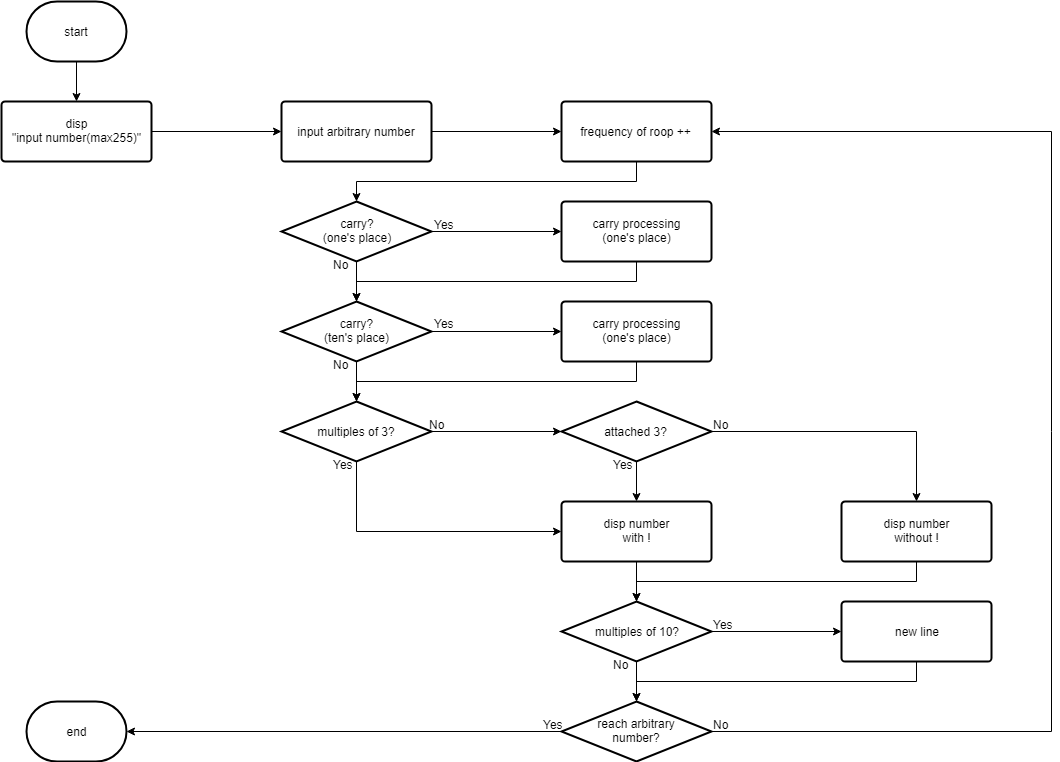 start
disp
"input number(max255)"
input arbitrary number
frequency of roop ++
carry?
(one's place)
Yes
No
carry processing
(one's place)
carry?
(ten's place)
Yes
No
carry processing
(one's place)
multiples of 3?
No
Yes
attached 3?
No
Yes
disp number
with !
disp number
without !
multiples of 10?
Yes
No
new line
reach arbitrary
number?
Yes
No
end